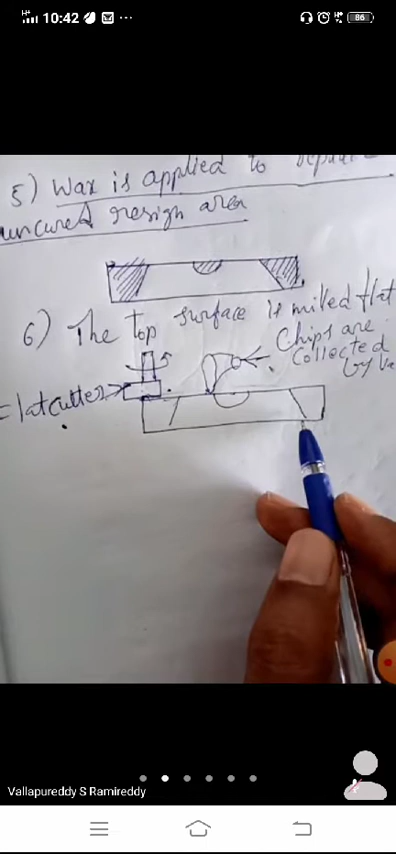 10:42
86
5) Wax is applied to
uncured resign area
6) The top surface is milled flat
Chips are
Collected
by
Flat cutter
Vallapureddy S Ramireddy